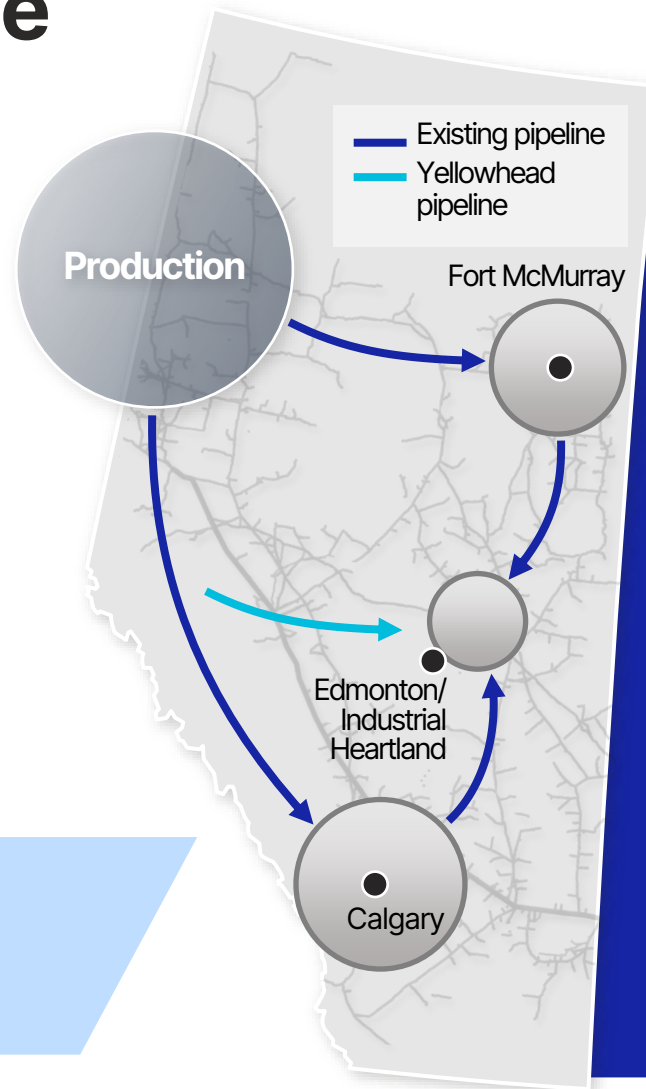 e
Existing pipeline
Yellowhead
pipeline
Production
Fort McMurray
Edmonton/
Industrial
Heartland
Calgary